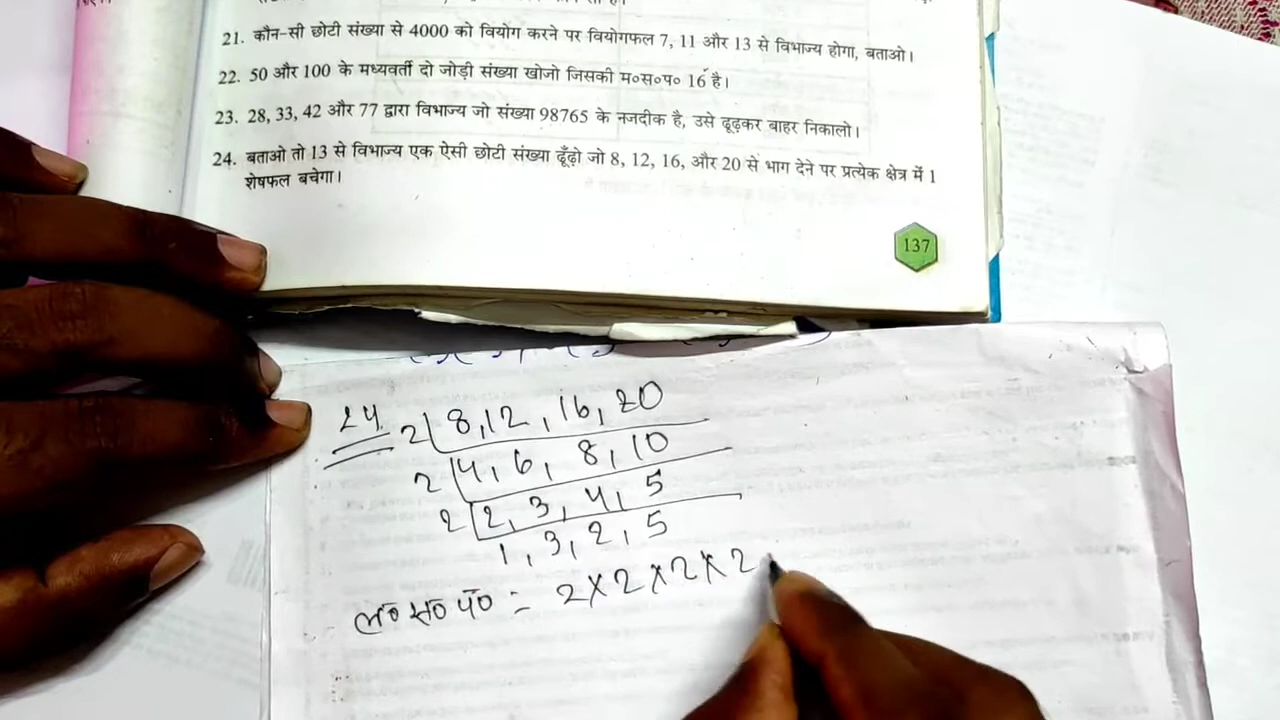 21. कौन-सी छोटी संख्या से 4000 को वियोग करने पर वियोगफल 7, 11 और 13 से विभाज्य होगा, बताओ।
22. 50 और 100 के मध्यवर्ती दो जोड़ी संख्या खोजो जिसकी म०स०प० 16 है।
23. 28, 33, 42 और 77 द्वारा विभाज्य जो संख्या 98765 के नजदीक है, उसे ढूढ़कर बाहर निकालो।
24. बताओ तो 13 से विभाज्य एक ऐसी छोटी संख्या ढूँढ़ो जो 8, 12, 16, और 20 से भाग देने पर प्रत्येक क्षेत्र में 1
शेषफल बचेगा।
137
24. 2 8, 12, 16, 20
2 4, 6, 8, 10
2 2, 3, 4, 5
1, 3, 2, 5
ल० स० प० = 2 × 2 × 2 × 2